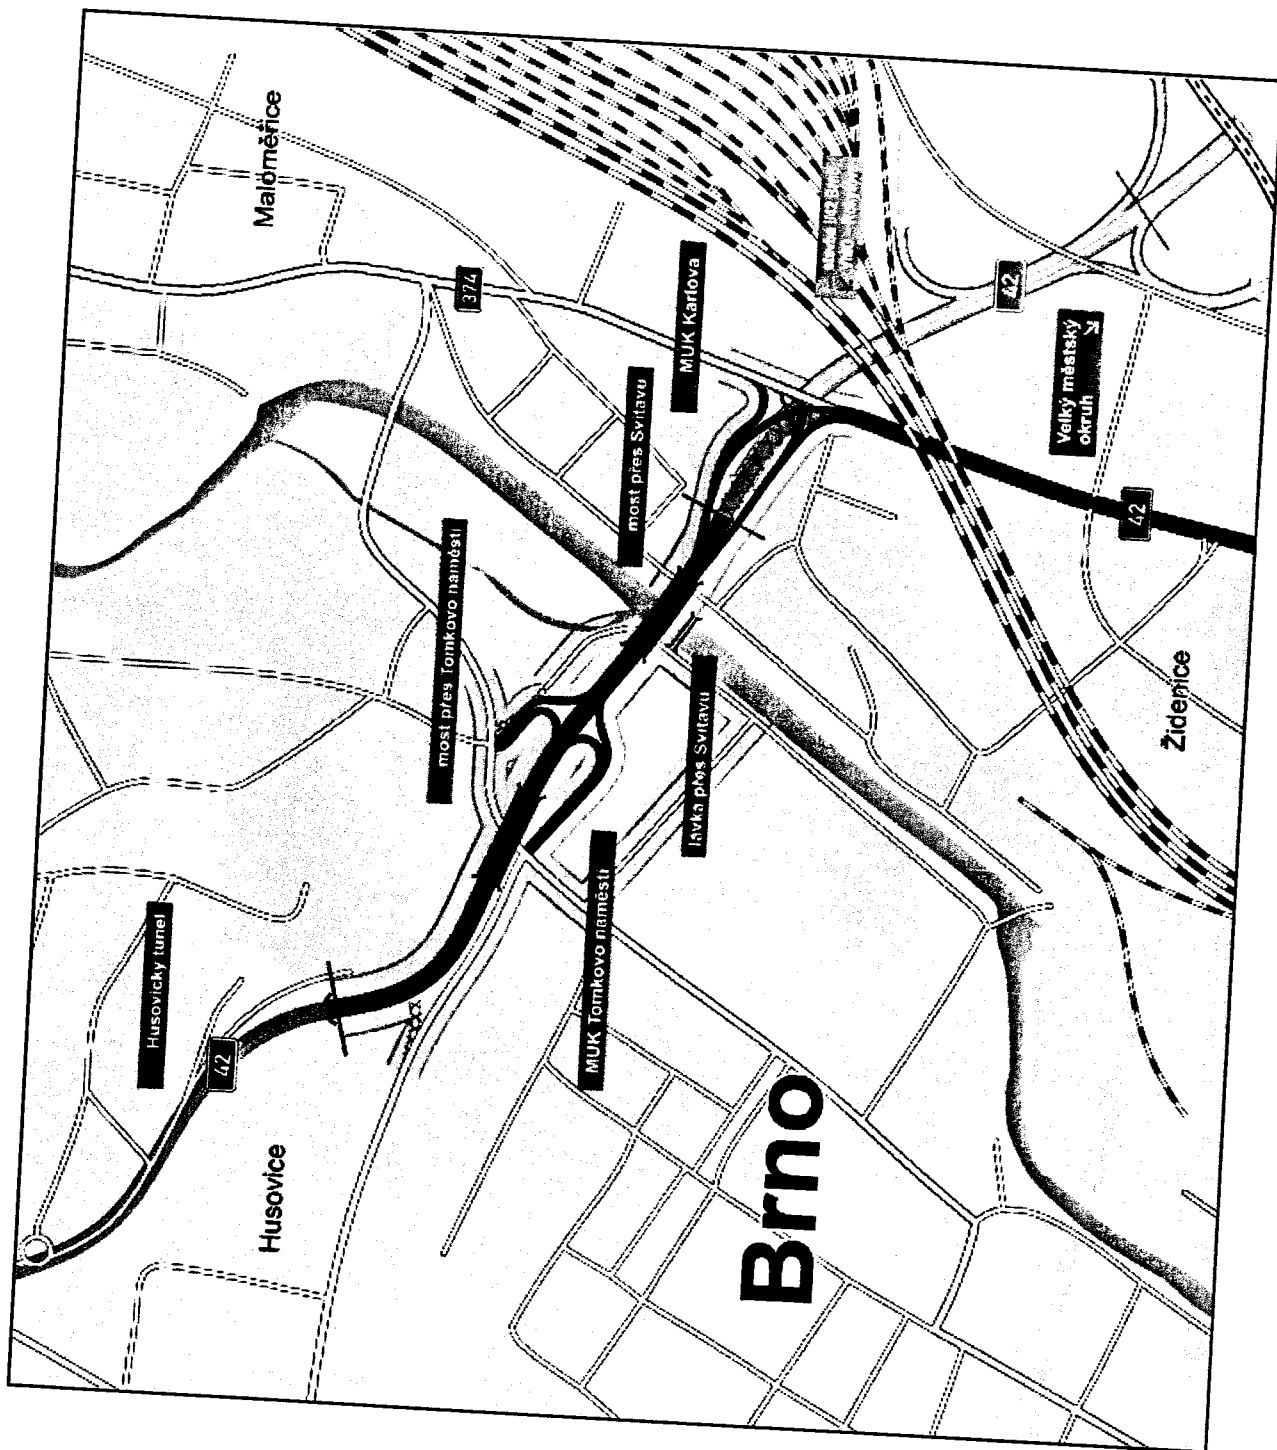 Maloměřice
374
MUK Karlova
42
Velký městský
okruh
most přes Svitavu
42
most přes Tomkovo náměstí
lávka přes Svitavu
Židenice
Husovický tunel
MUK Tomkovo náměstí
42
Husovice
Brno